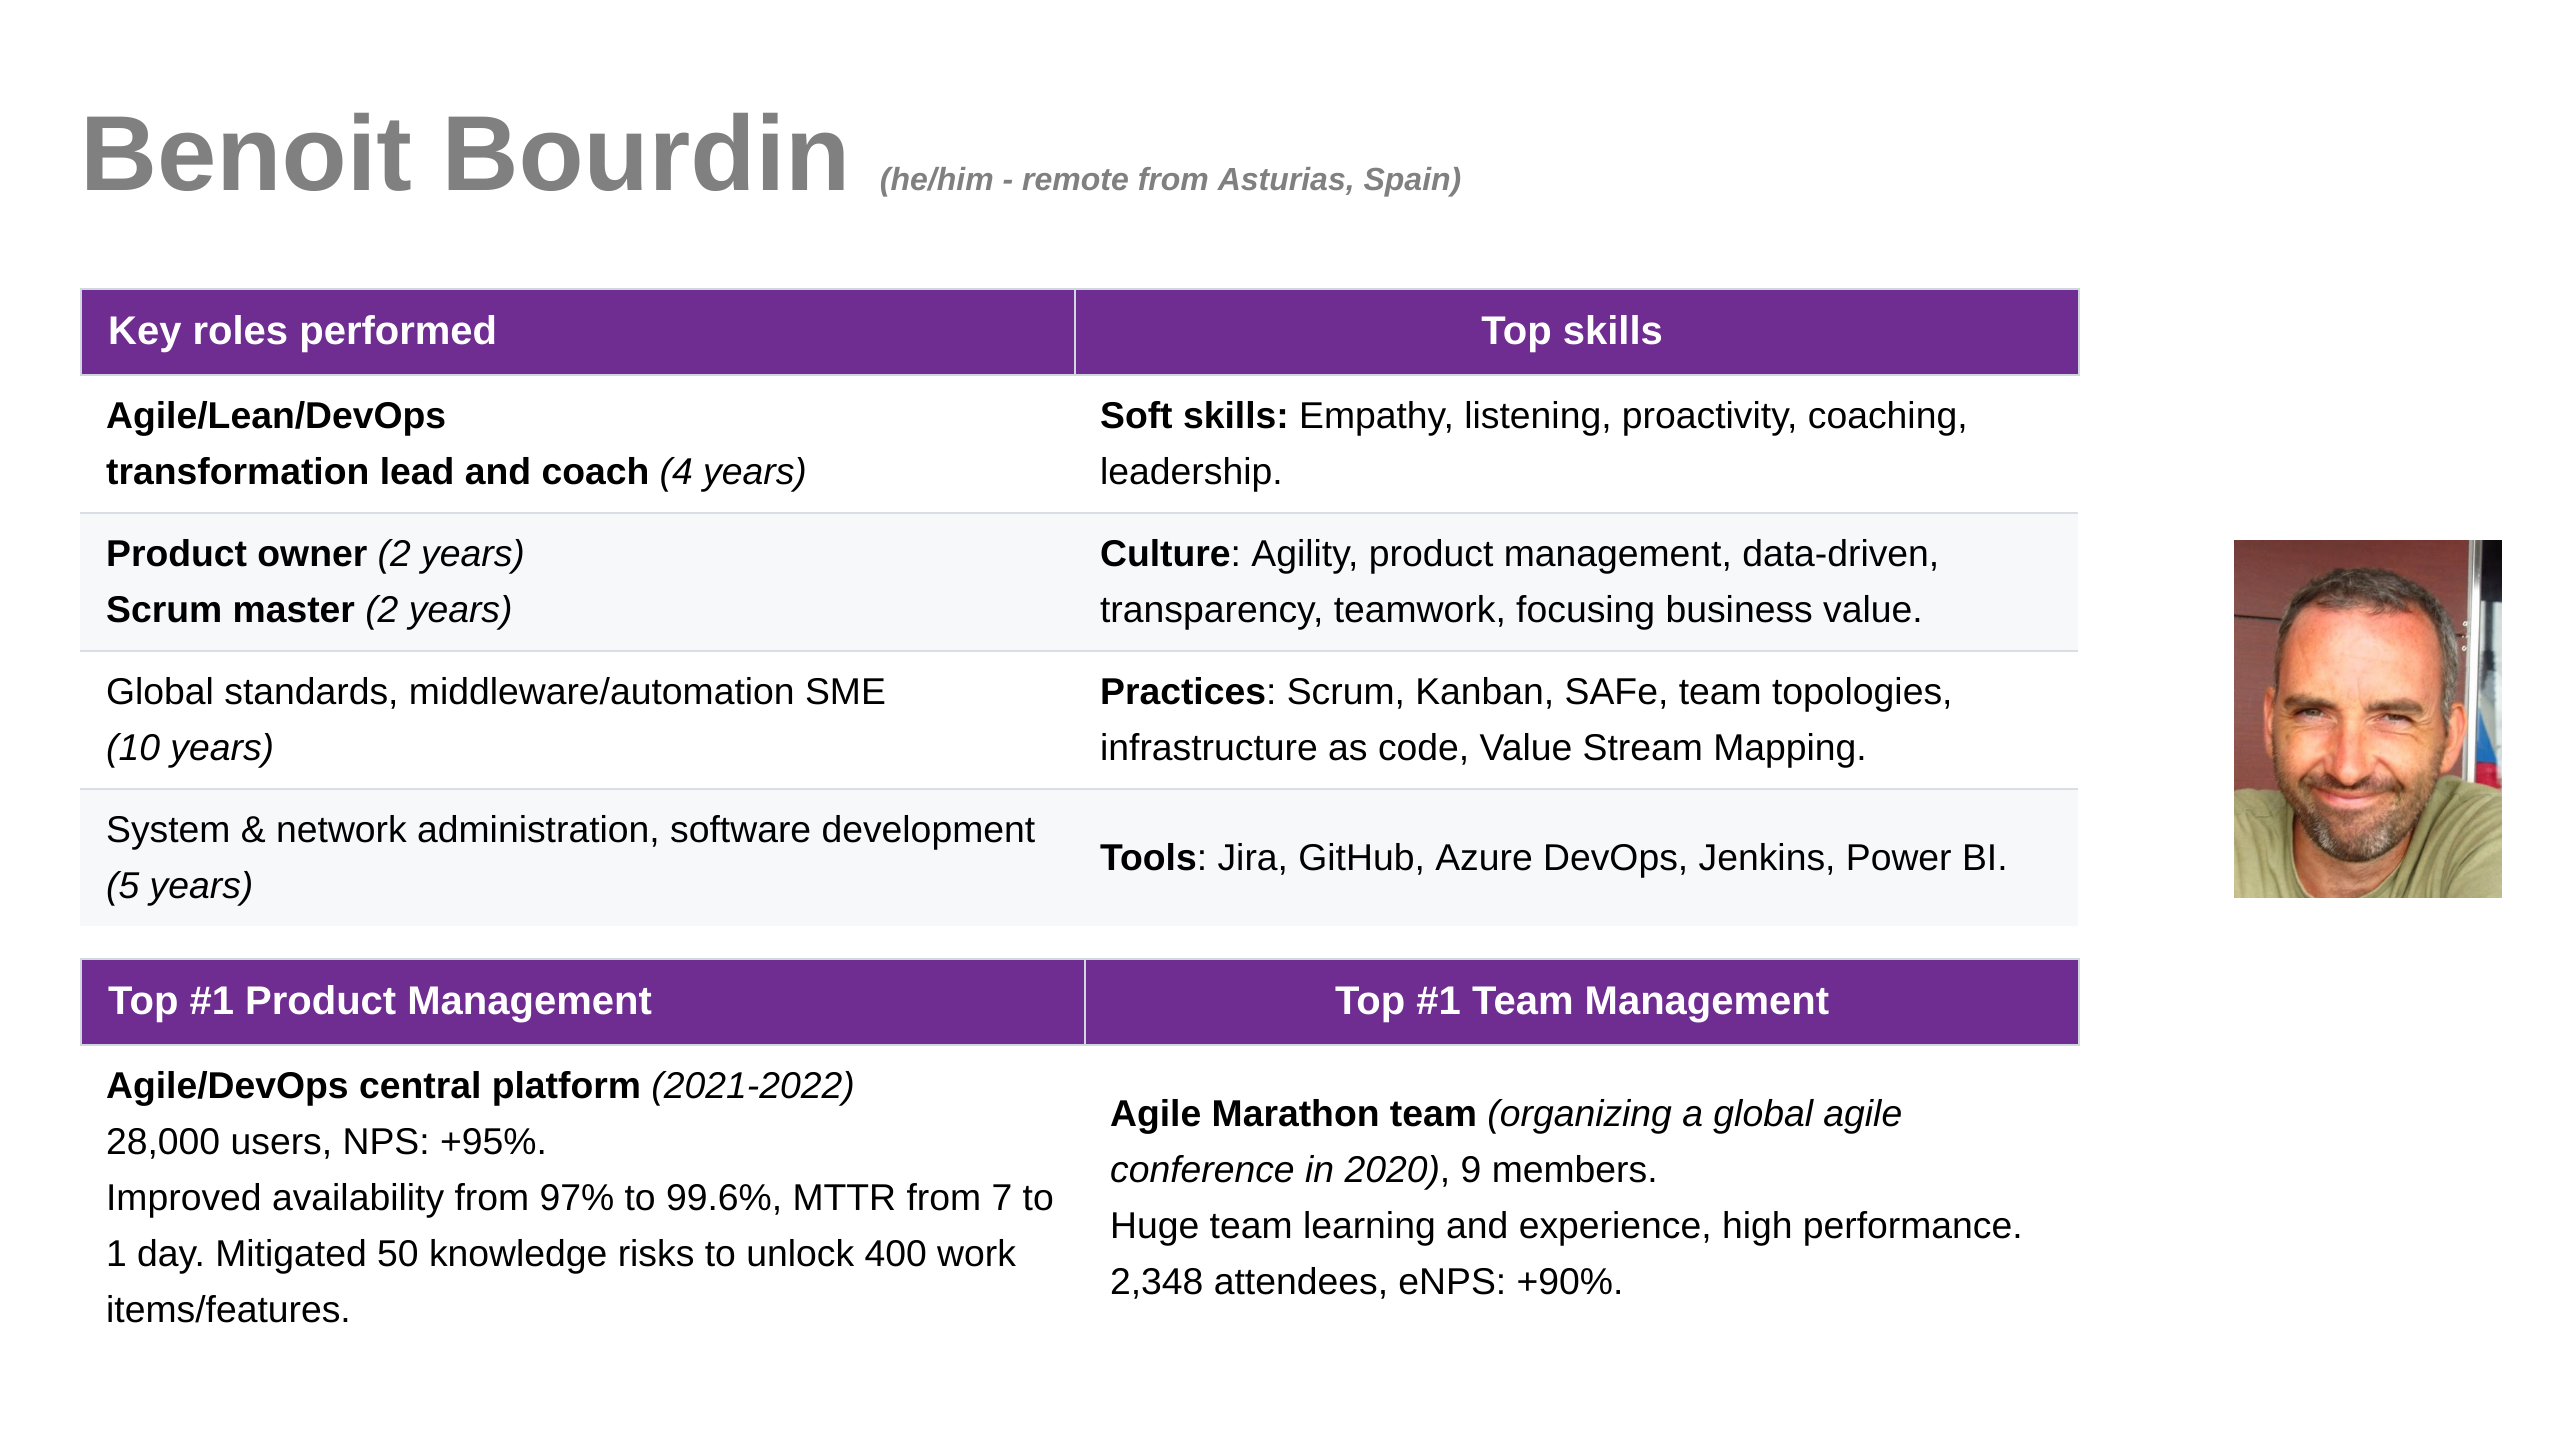 Benoit Bourdin (he/him - remote from Asturias, Spain)
Key roles performed
Top skills
Agile/Lean/DevOps
transformation lead and coach (4 years)
Soft skills: Empathy, listening, proactivity, coaching,
leadership.
Product owner (2 years)
Scrum master (2 years)
Culture: Agility, product management, data-driven,
transparency, teamwork, focusing business value.
Global standards, middleware/automation SME
(10 years)
Practices: Scrum, Kanban, SAFe, team topologies,
infrastructure as code, Value Stream Mapping.
System & network administration, software development
(5 years)
Tools: Jira, GitHub, Azure DevOps, Jenkins, Power BI.
Top #1 Product Management
Top #1 Team Management
Agile/DevOps central platform (2021-2022)
28,000 users, NPS: +95%.
Improved availability from 97% to 99.6%, MTTR from 7 to
1 day. Mitigated 50 knowledge risks to unlock 400 work
items/features.
Agile Marathon team (organizing a global agile
conference in 2020), 9 members.
Huge team learning and experience, high performance.
2,348 attendees, eNPS: +90%.